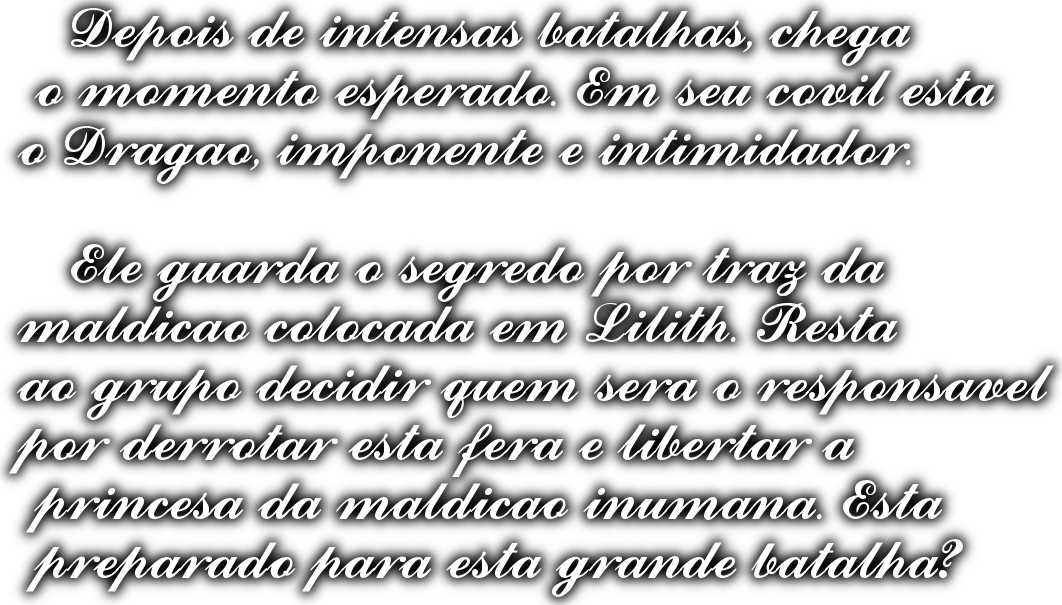 Depois de intensas batalhas, chega
o momento esperado. Em seu covil esta
o Dragao, imponente e intimidador.
Ele guarda o segredo por traz da
maldicao colocada em Lilith. Resta
ao grupo decidir quem sera o responsavel
por derrotar esta fera e libertar a
princesa da maldicao inumana. Esta
preparado para esta grande batalha?